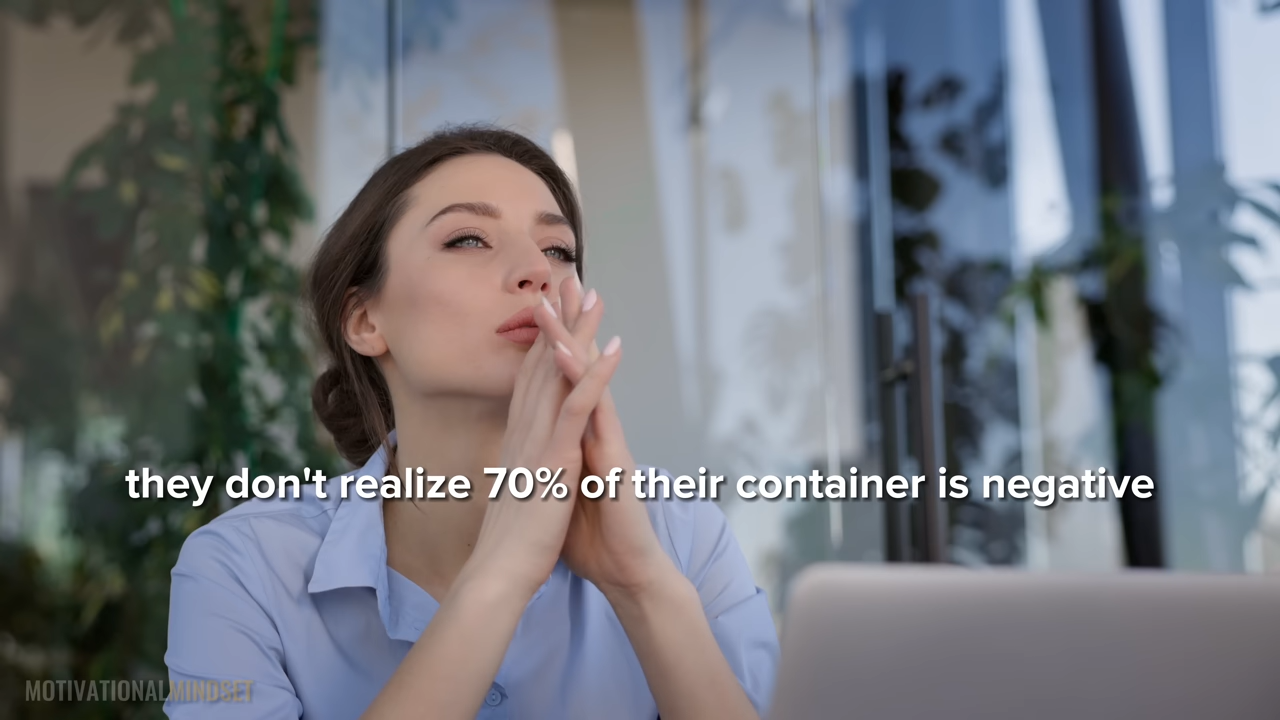 they don't realize 70% of their container is negative
MOTIVATIONALMINDSET